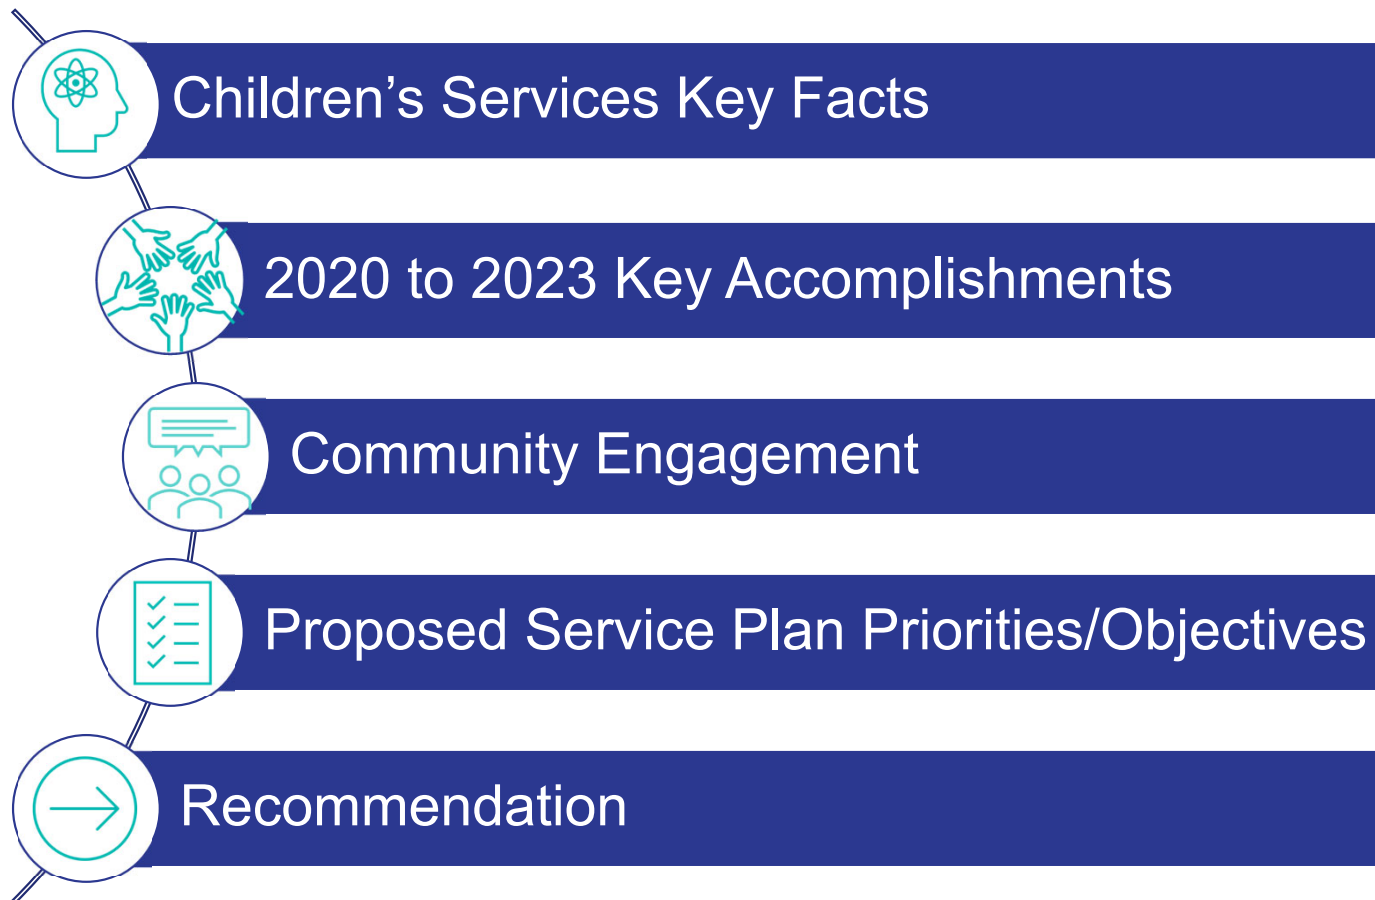 Children’s Services Key Facts
2020 to 2023 Key Accomplishments
Community Engagement
Proposed Service Plan Priorities/Objectives
Recommendation